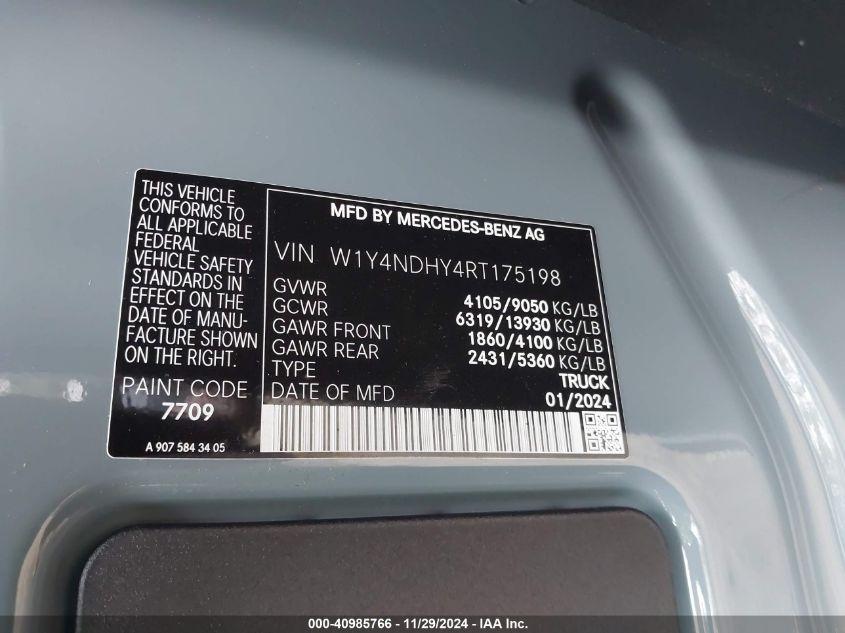 THIS VEHICLE
CONFORMS TO
ALL APPLICABLE
FEDERAL
VEHICLE SAFETY
STANDARDS IN
EFFECT ON THE
DATE OF MANU-
FACTURE SHOWN
ON THE RIGHT.
PAINT CODE
7709
A 907 584 34 05
MFD BY MERCEDES-BENZ AG
VIN W1Y4NDHY4RT175198
GVWR 4105/9050 KG/LB
GCWR 6319/13930 KG/LB
GAWR FRONT 1860/4100 KG/LB
GAWR REAR 2431/5360 KG/LB
TYPE TRUCK
DATE OF MFD 01/2024
000-40985766 - 11/29/2024 - IAA Inc.